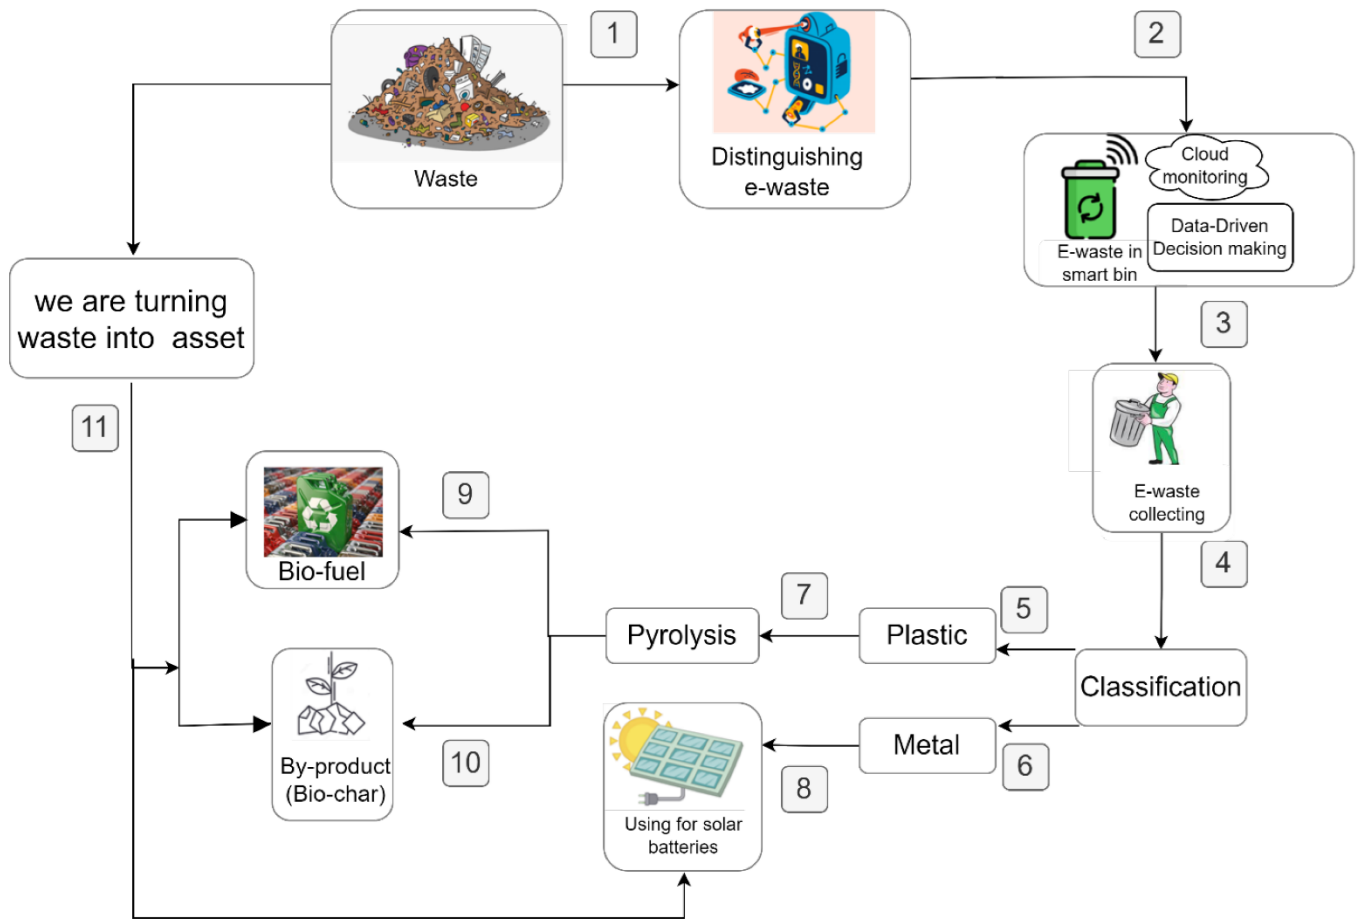 1
2
Waste
Distinguishing
e-waste
Cloud
monitoring
Data-Driven
Decision making
E-waste in
smart bin
we are turning
waste into asset
3
11
E-waste
collecting
9
Bio-fuel
4
7
5
Pyrolysis
Plastic
Classification
10
By-product
(Bio-char)
Metal
8
6
Using for solar
batteries